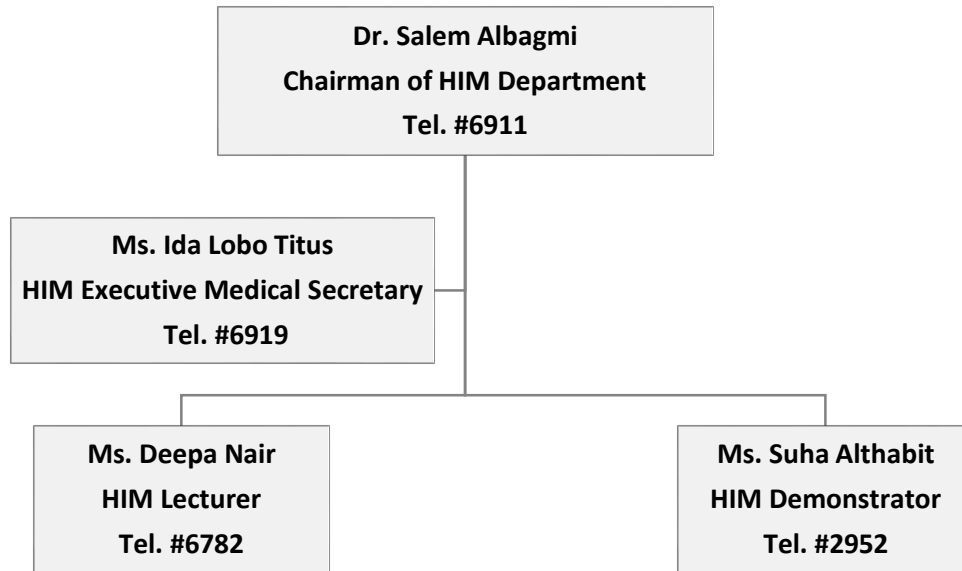 Dr. Salem Albagmi
Chairman of HIM Department
Tel. #6911
Ms. Ida Lobo Titus
HIM Executive Medical Secretary
Tel. #6919
Ms. Deepa Nair
HIM Lecturer
Tel. #6782
Ms. Suha Althabit
HIM Demonstrator
Tel. #2952